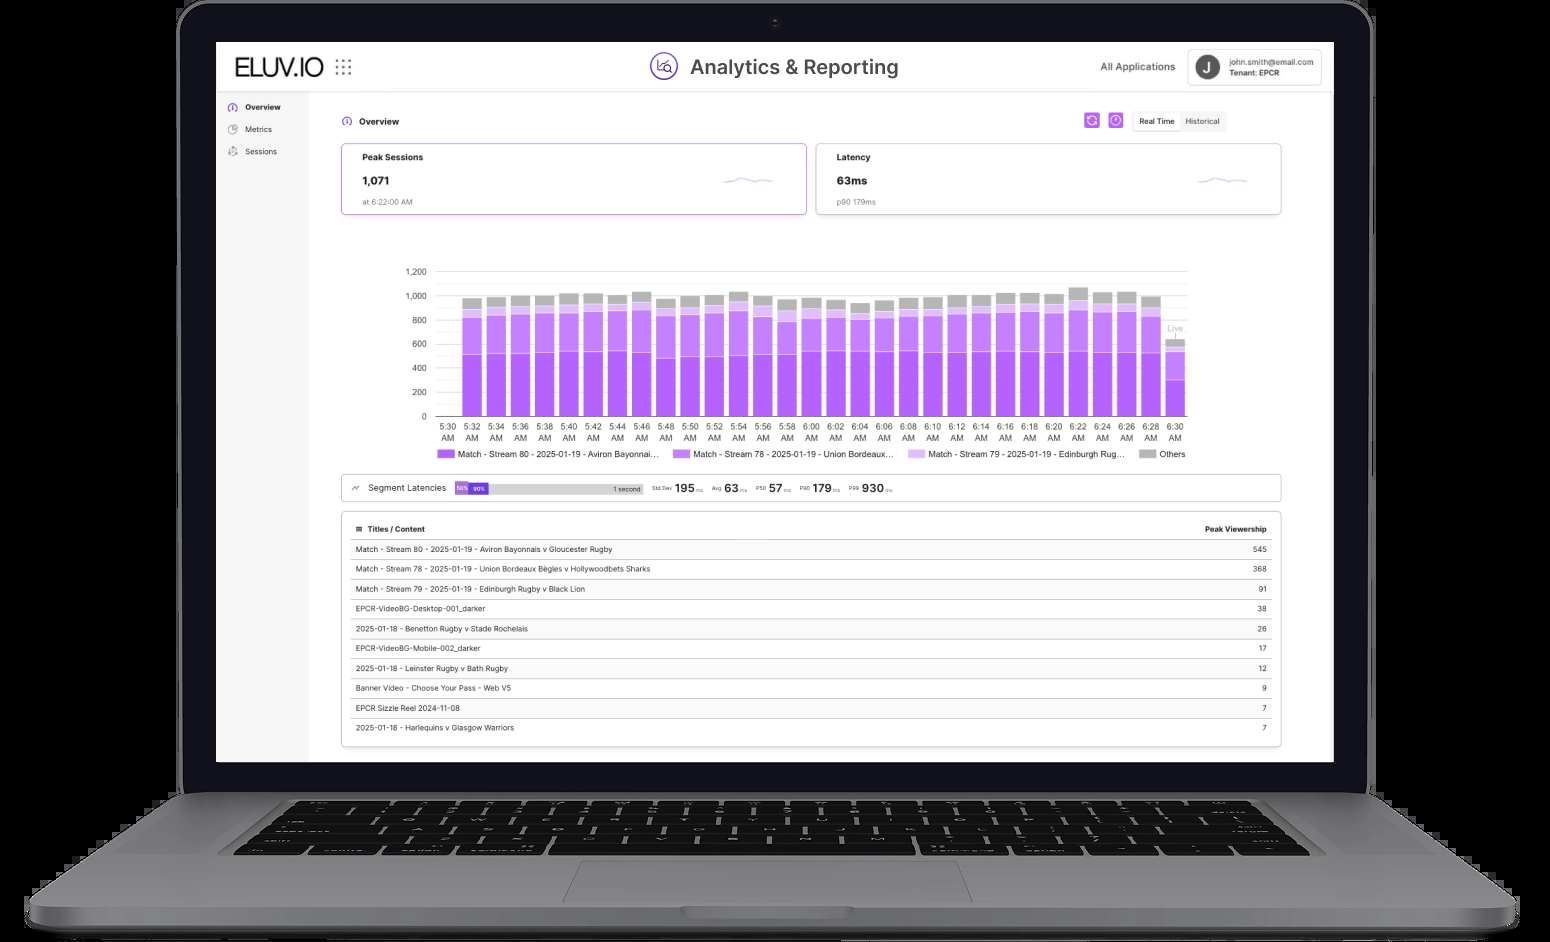 ELUV.IO
Analytics & Reporting
All Applications
J
john.smith@email.com
Tenant: EPCR
Overview
Metrics
Sessions
Overview
Real Time Historical
Peak Sessions
1,071
at 6:22:00 AM
Latency
63ms
p90 179ms
1,200
1,000
800
600
400
200
0
Live
5:30 AM
5:32 AM
5:34 AM
5:36 AM
5:38 AM
5:40 AM
5:42 AM
5:44 AM
5:46 AM
5:48 AM
5:50 AM
5:52 AM
5:54 AM
5:56 AM
5:58 AM
6:00 AM
6:02 AM
6:04 AM
6:06 AM
6:08 AM
6:10 AM
6:12 AM
6:14 AM
6:16 AM
6:18 AM
6:20 AM
6:22 AM
6:24 AM
6:26 AM
6:28 AM
6:30 AM
Match - Stream 80 - 2025-01-19 - Aviron Bayonnai... Match - Stream 78 - 2025-01-19 - Union Bordeaux... Match - Stream 79 - 2025-01-19 - Edinburgh Rug... Others
Segment Latencies 50% 90% 1 second Std Dev 195 ms Avg 63 ms P50 57 ms P90 179 ms P99 930 ms
Titles / Content Peak Viewership
Match - Stream 80 - 2025-01-19 - Aviron Bayonnais v Gloucester Rugby 545
Match - Stream 78 - 2025-01-19 - Union Bordeaux Bègles v Hollywoodbets Sharks 368
Match - Stream 79 - 2025-01-19 - Edinburgh Rugby v Black Lion 91
EPCR-VideoBG-Desktop-001_darker 38
2025-01-18 - Benetton Rugby v Stade Rochelais 26
EPCR-VideoBG-Mobile-002_darker 17
2025-01-18 - Leinster Rugby v Bath Rugby 12
Banner Video - Choose Your Pass - Web V5 9
EPCR Sizzle Reel 2024-11-08 7
2025-01-18 - Harlequins v Glasgow Warriors 7